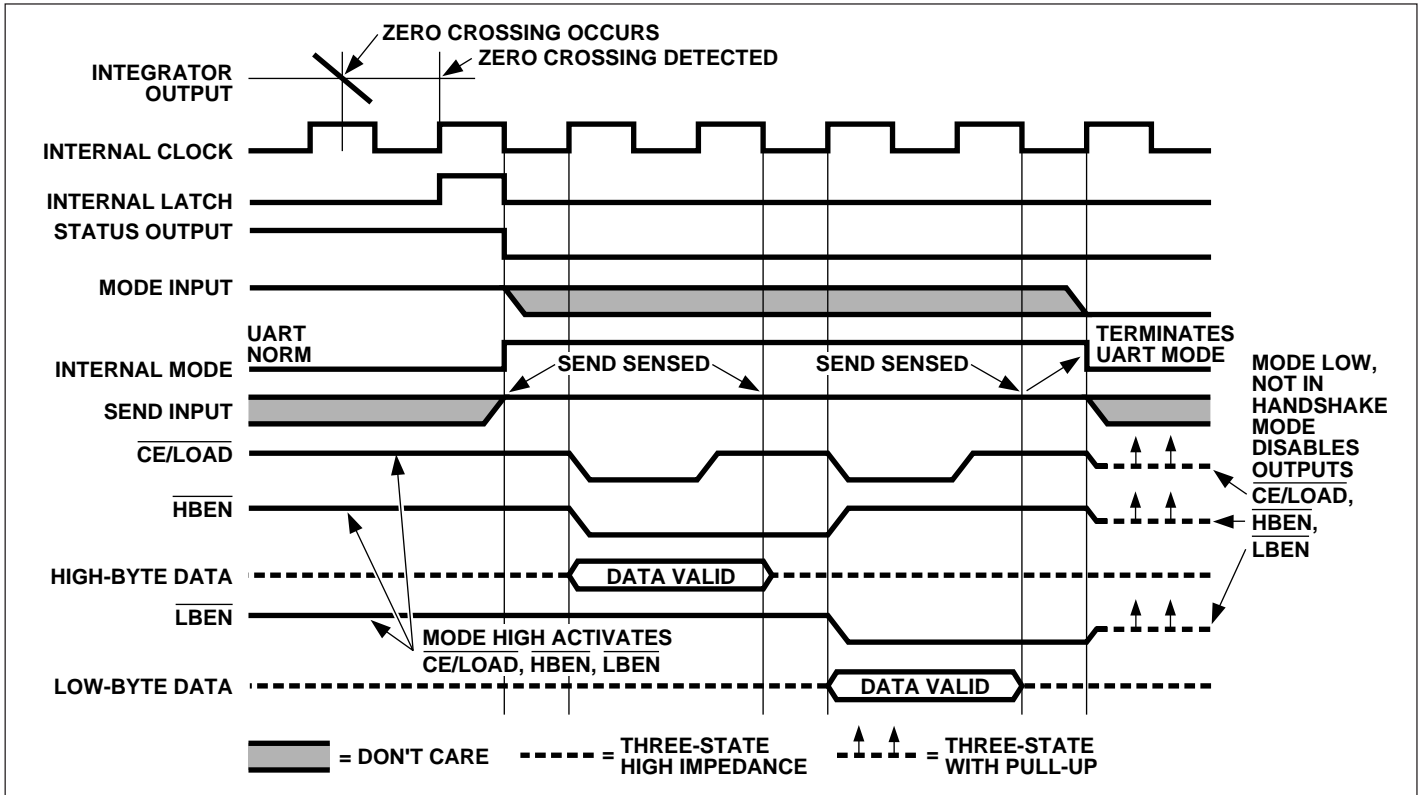 ZERO CROSSING OCCURS
ZERO CROSSING DETECTED
INTEGRATOR
OUTPUT
INTERNAL CLOCK
INTERNAL LATCH
STATUS OUTPUT
MODE INPUT
UART
NORM
TERMINATES
UART MODE
INTERNAL MODE
SEND SENSED
SEND SENSED
MODE LOW,
NOT IN
HANDSHAKE
MODE
DISABLES
OUTPUTS
CE/LOAD,
HBEN,
LBEN
SEND INPUT
CE/LOAD
HBEN
HIGH-BYTE DATA
DATA VALID
LBEN
MODE HIGH ACTIVATES
CE/LOAD, HBEN, LBEN
LOW-BYTE DATA
DATA VALID
= DON'T CARE
= THREE-STATE
HIGH IMPEDANCE
= THREE-STATE
WITH PULL-UP